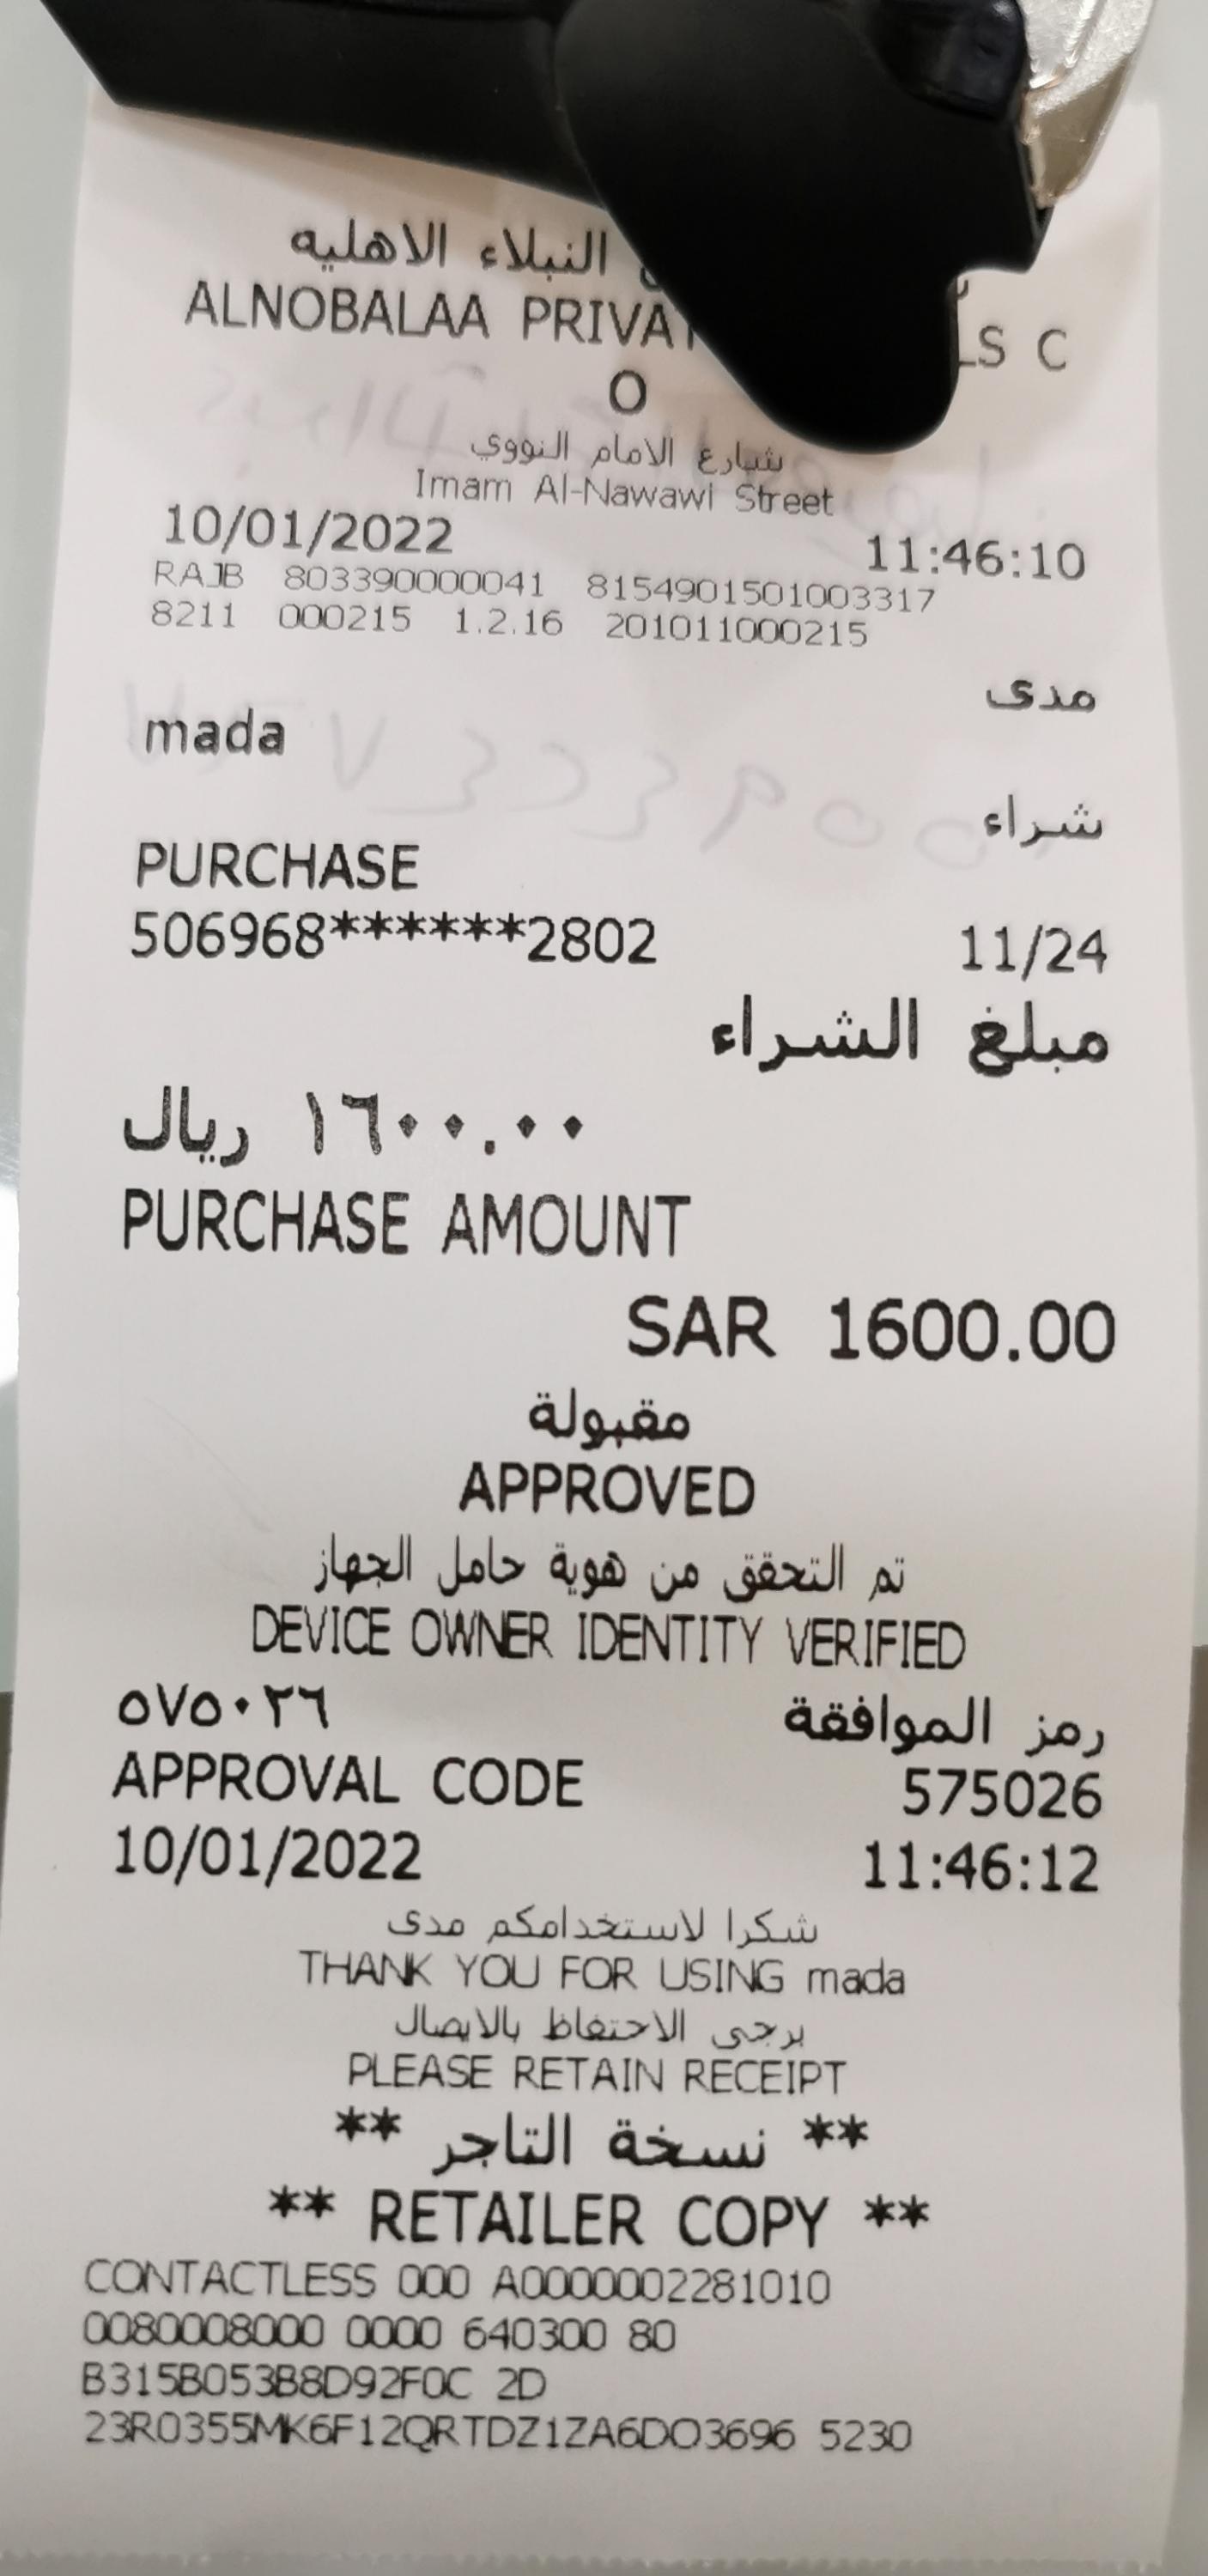 النبلاء الاهليه
ALNOBALAA LS C
O
شارع الامام النووي
Imam Al-Nawawi Street
10/01/2022 11:46:10
RAJB 803390000041 8154901501003317
8211 000215 1.2.16 201011000215
مدى
mada
شراء
PURCHASE
506968******2802 11/24
مبلغ الشراء
١٦٠٠.٠٠ ريال
PURCHASE AMOUNT
SAR 1600.00
مقبولة
APPROVED
تم التحقق من هوية حامل الجهاز
DEVICE OWNER IDENTITY VERIFIED
رمز الموافقة ٥٧٥٠٢٦
APPROVAL CODE 575026
10/01/2022 11:46:12
شكرا لاستخدامكم مدى
THANK YOU FOR USING mada
يرجى الاحتفاظ بالايصال
PLEASE RETAIN RECEIPT
** نسخة التاجر **
** RETAILER COPY **
CONTACTLESS 000 A0000002281010
0080008000 0000 640300 80
B315B053B8D92F0C 2D
23R0355MK6F12QRTDZ1ZA6DO3696 5230